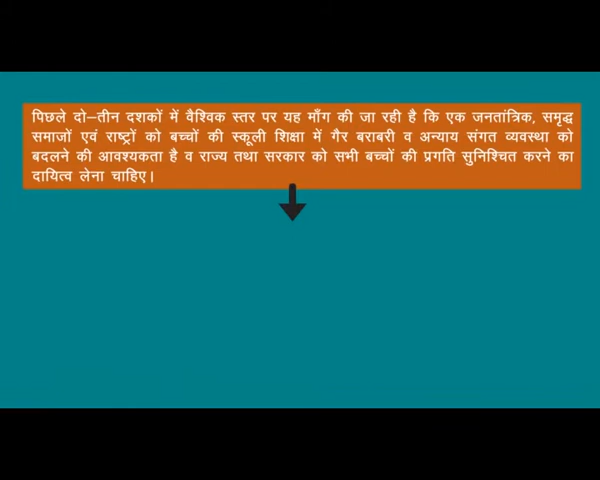 पिछले दो–तीन दशकों में वैश्विक स्तर पर यह माँग की जा रही है कि एक जनतांत्रिक, समृद्ध
समाजों एवं राष्ट्रों को बच्चों की स्कूली शिक्षा में गैर बराबरी व अन्याय संगत व्यवस्था को
बदलने की आवश्यकता है व राज्य तथा सरकार को सभी बच्चों की प्रगति सुनिश्चित करने का
दायित्व लेना चाहिए।